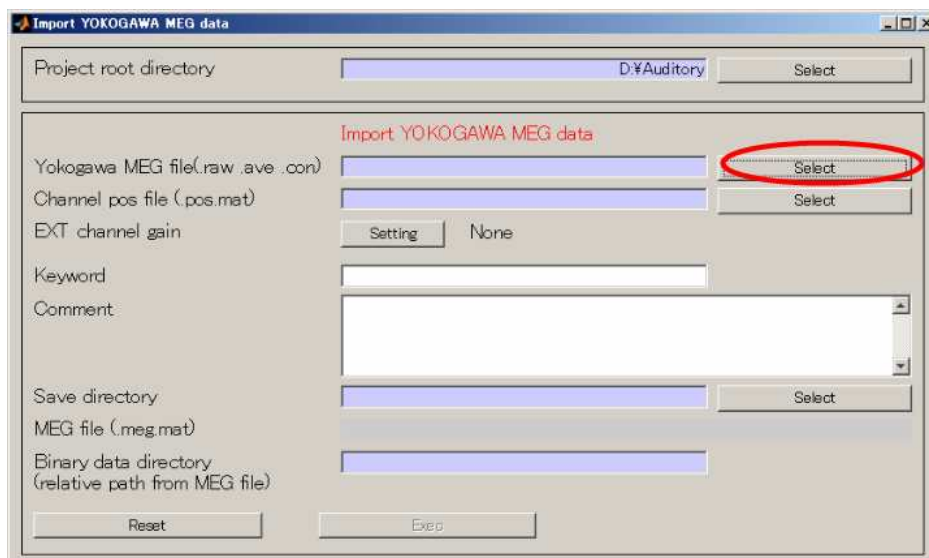 Import YOKOGAWA MEG data
Project root directory D:¥Auditory Select
Import YOKOGAWA MEG data
Yokogawa MEG file(.raw .ave .con) Select
Channel pos file (.pos.mat) Select
EXT channel gain Setting None
Keyword
Comment
Save directory Select
MEG file (.meg.mat)
Binary data directory
(relative path from MEG file)
Reset Exec